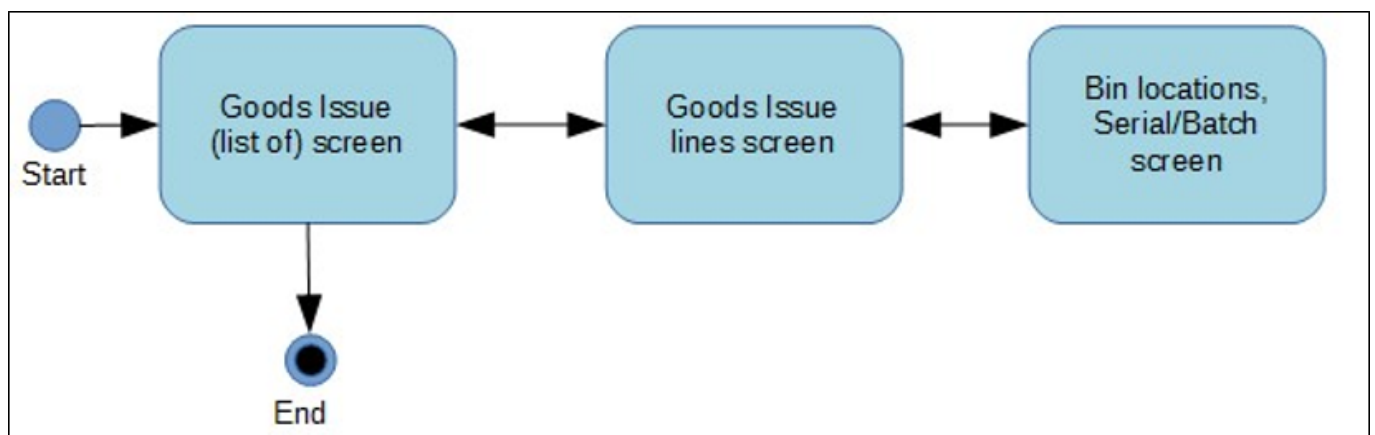 Start
Goods Issue
(list of) screen
Goods Issue
lines screen
Bin locations,
Serial/Batch
screen
End